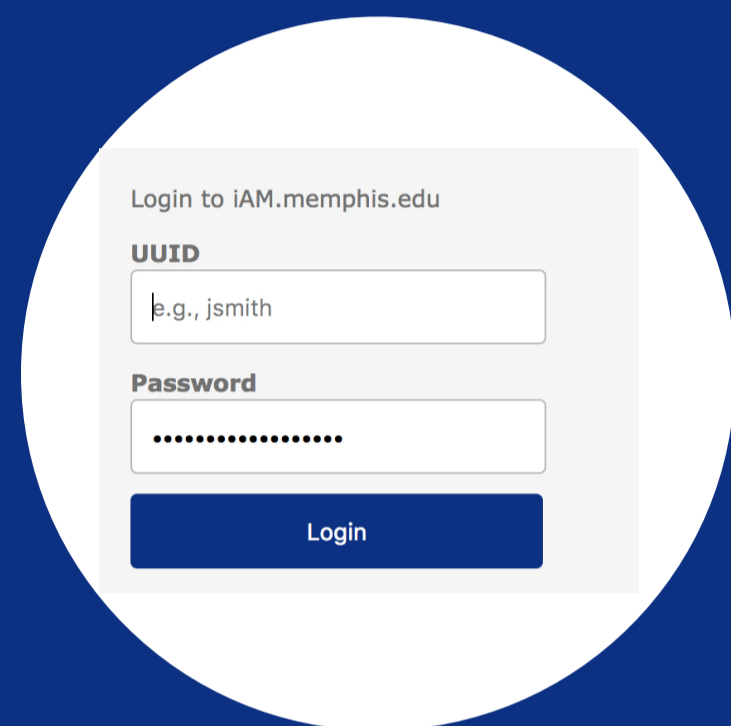 Login to iAM.memphis.edu
UUID
e.g., jsmith
Password
••••••••••••••••••
Login